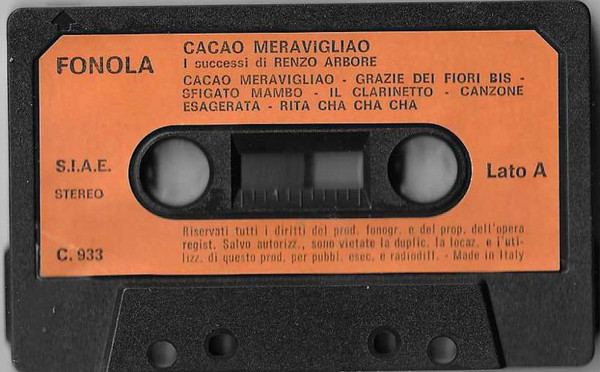 FONOLA
CACAO MERAVIGLIAO
I successi di RENZO ARBORE
CACAO MERAVIGLIAO - GRAZIE DEI FIORI BIS -
SFIGATO MAMBO - IL CLARINETTO - CANZONE
ESAGERATA - RITA CHA CHA CHA
S.I.A.E.
STEREO
Lato A
Riservati tutti i diritti del prod. fonogr. e del prop. dell'opera
regist. Salvo autorizz., sono vietate la duplic. la locaz. e l'uti-
lizz. di questo prod. per pubbl. esec. e radiodiff. - Made in Italy
C. 933